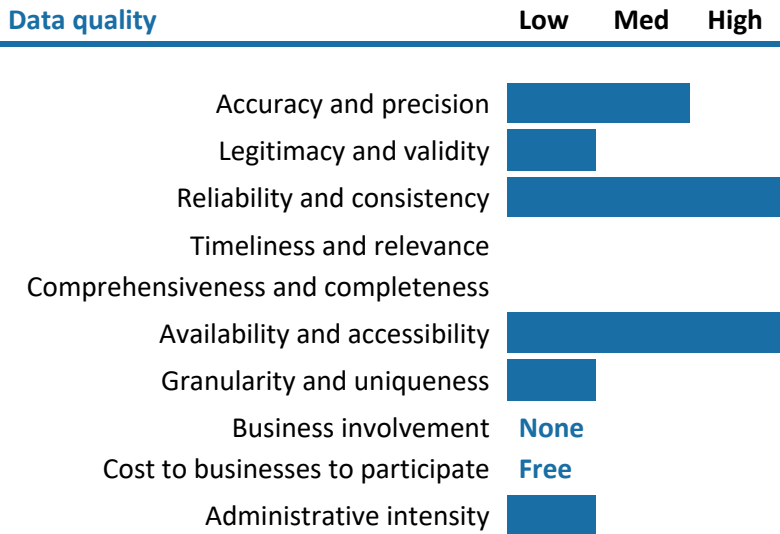 Data quality Low Med High
Accuracy and precision
Legitimacy and validity
Reliability and consistency
Timeliness and relevance
Comprehensiveness and completeness
Availability and accessibility
Granularity and uniqueness
Business involvement None
Cost to businesses to participate Free
Administrative intensity